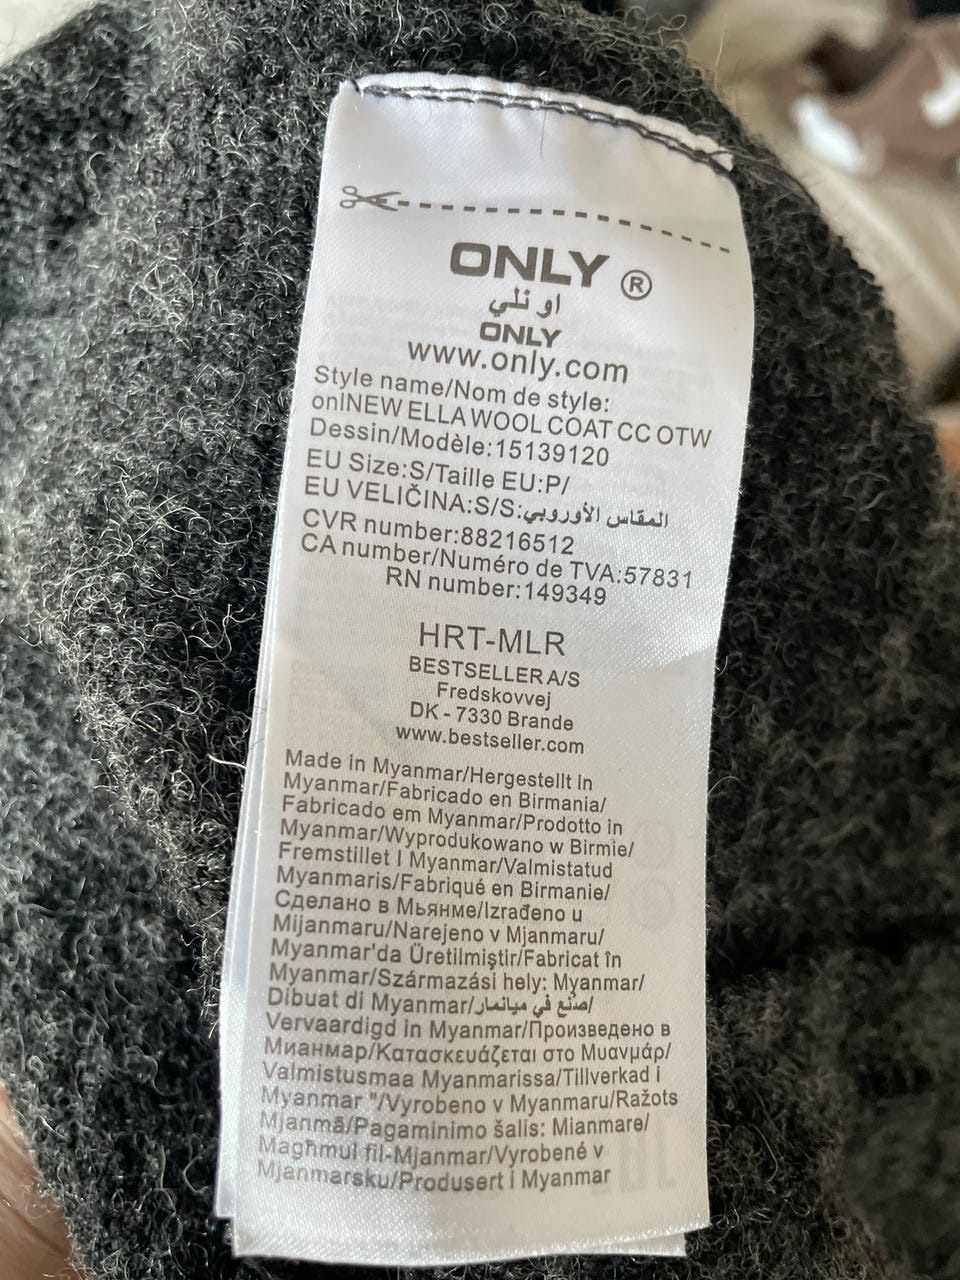 ONLY ®
او نلي
ONLY
www.only.com
Style name/Nom de style:
onlNEW ELLA WOOL COAT CC OTW
Dessin/Modèle:15139120
EU Size:S/Taille EU:P/
EU VELIČINA:S/S:المقاس الأوروبي
CVR number:88216512
CA number/Numéro de TVA:57831
RN number:149349
HRT-MLR
BESTSELLER A/S
Fredskovvej
DK - 7330 Brande
www.bestseller.com
Made in Myanmar/Hergestellt In
Myanmar/Fabricado en Birmania/
Fabricado em Myanmar/Prodotto in
Myanmar/Wyprodukowano w Birmie/
Fremstillet I Myanmar/Valmistatud
Myanmaris/Fabriqué en Birmanie/
Сделано в Мьянме/Izrađeno u
Mijanmaru/Narejeno v Mjanmaru/
Myanmar'da Üretilmiştir/Fabricat în
Myanmar/Származási hely: Myanmar/
Dibuat di Myanmar/صنع في ميانمار/
Vervaardigd in Myanmar/Произведено в
Мианмар/Κατασκευάζεται στο Μυανμάρ/
Valmistusmaa Myanmarissa/Tillverkad i
Myanmar "/Vyrobeno v Myanmaru/Ražots
Mjanmā/Pagaminimo šalis: Mianmare/
Magħmul fil-Mjanmar/Vyrobené v
Mjanmarsku/Produsert i Myanmar